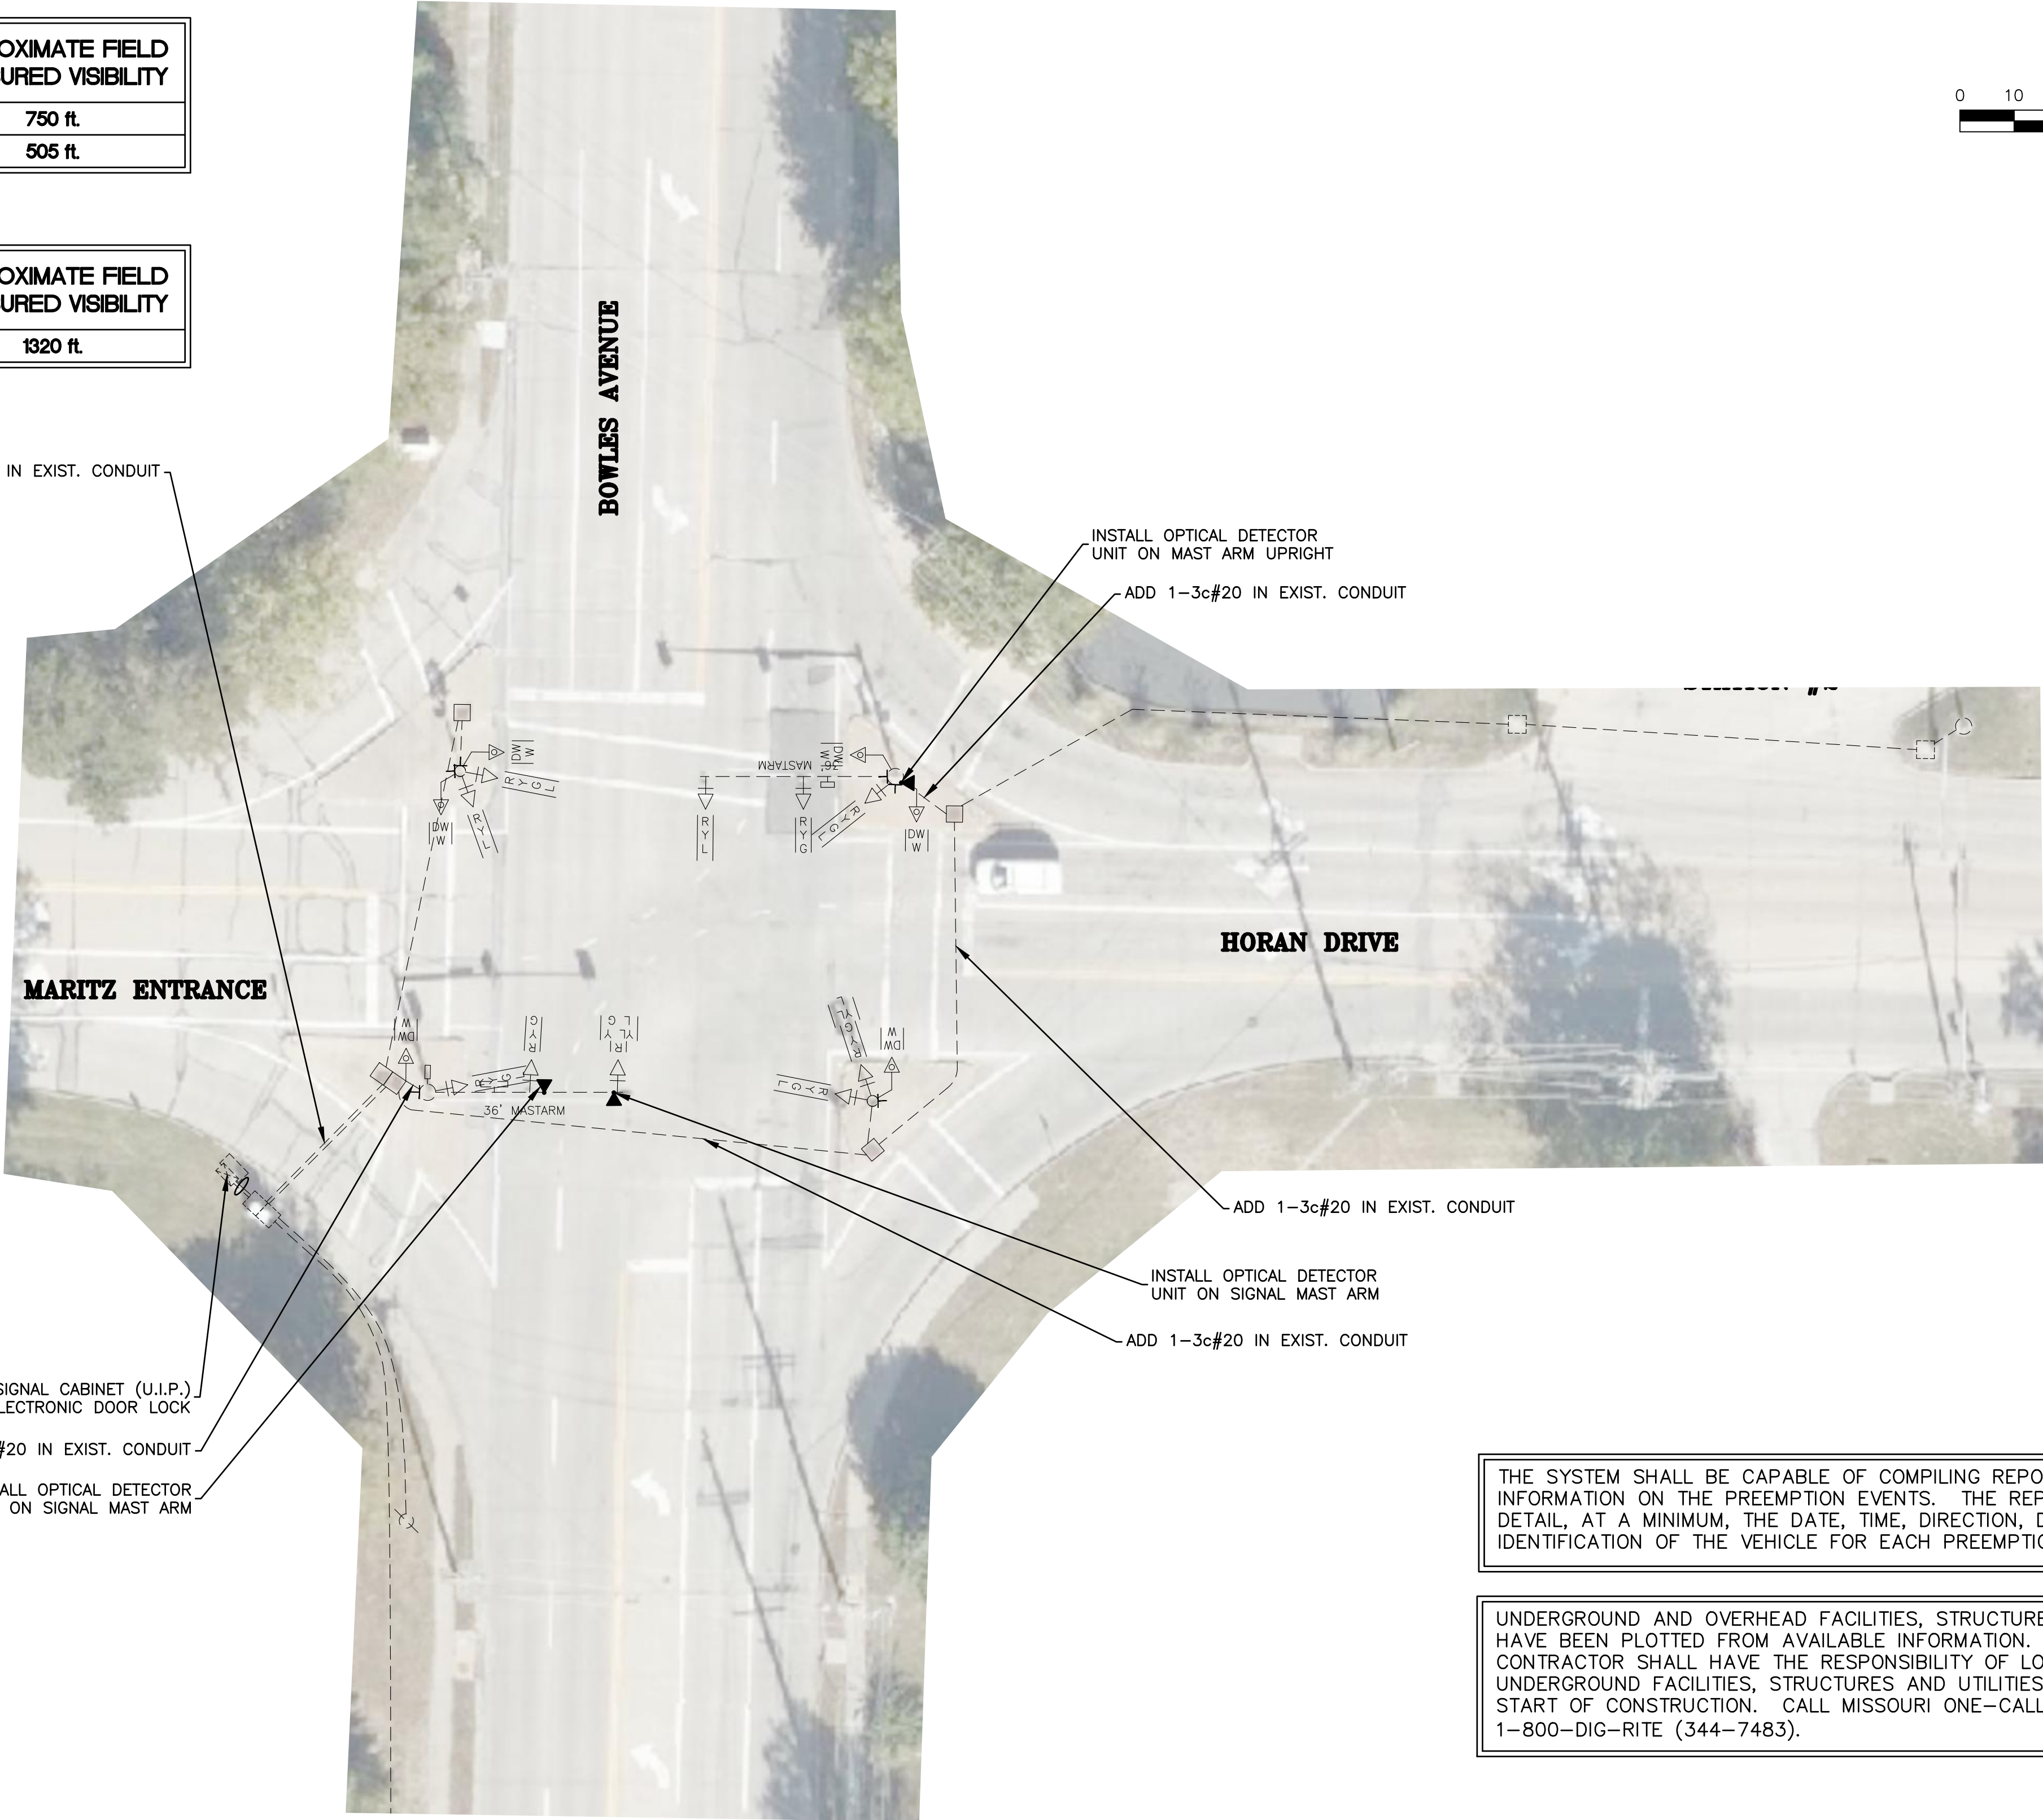 OXIMATE FIELD
URED VISIBILITY
750 ft.
505 ft.
OXIMATE FIELD
URED VISIBILITY
1320 ft.
0 10
IN EXIST. CONDUIT
BOWLES AVENUE
INSTALL OPTICAL DETECTOR
UNIT ON MAST ARM UPRIGHT
ADD 1-3c#20 IN EXIST. CONDUIT
DW
W
R Y G L
R Y L
DW
W
36' MASTARM
DW
W
R
Y
L
R
Y
G
R Y G L
DW
W
HORAN DRIVE
MARITZ ENTRANCE
DW
W
R Y G
DW
W
R Y G L
36' MASTARM
ADD 1-3c#20 IN EXIST. CONDUIT
INSTALL OPTICAL DETECTOR
UNIT ON SIGNAL MAST ARM
ADD 1-3c#20 IN EXIST. CONDUIT
SIGNAL CABINET (U.I.P.)
LECTRONIC DOOR LOCK
#20 IN EXIST. CONDUIT
ALL OPTICAL DETECTOR
ON SIGNAL MAST ARM
THE SYSTEM SHALL BE CAPABLE OF COMPILING REPO
INFORMATION ON THE PREEMPTION EVENTS. THE REP
DETAIL, AT A MINIMUM, THE DATE, TIME, DIRECTION, D
IDENTIFICATION OF THE VEHICLE FOR EACH PREEMPTIO
UNDERGROUND AND OVERHEAD FACILITIES, STRUCTURE
HAVE BEEN PLOTTED FROM AVAILABLE INFORMATION.
CONTRACTOR SHALL HAVE THE RESPONSIBILITY OF LO
UNDERGROUND FACILITIES, STRUCTURES AND UTILITIES
START OF CONSTRUCTION. CALL MISSOURI ONE-CALL
1-800-DIG-RITE (344-7483).